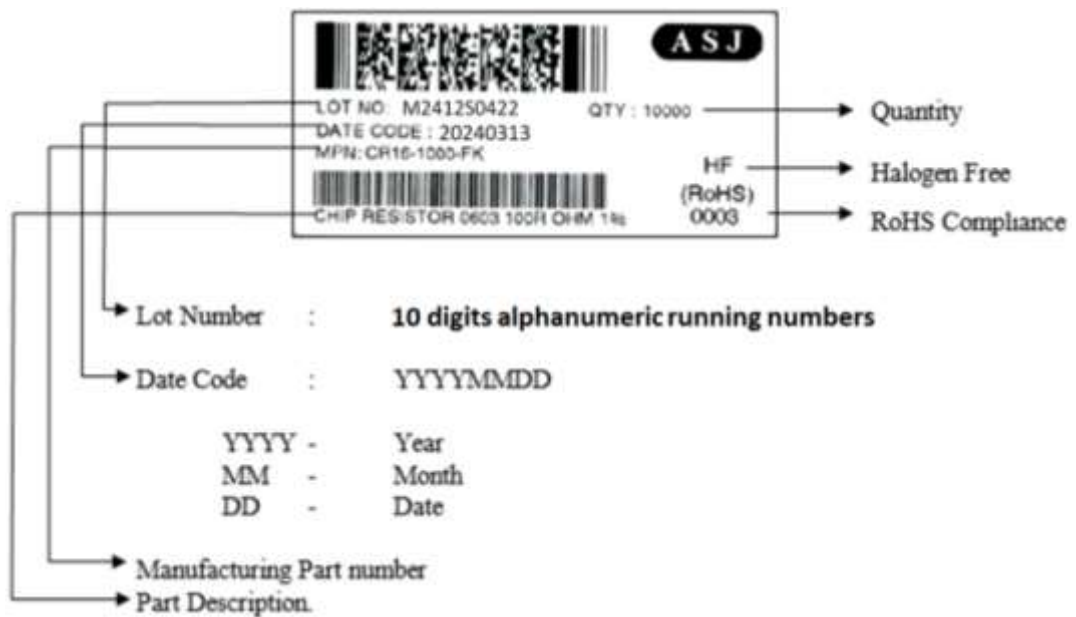 ASJ
LOT NO: M241250422 QTY : 10000 Quantity
DATE CODE : 20240313
MPN: CR16-1000-FK
HF Halogen Free
(RoHS)
CHIP RESISTOR 0603 100R OHM 1% 0003 RoHS Compliance
Lot Number : 10 digits alphanumeric running numbers
Date Code : YYYYMMDD
YYYY - Year
MM - Month
DD - Date
Manufacturing Part number
Part Description.